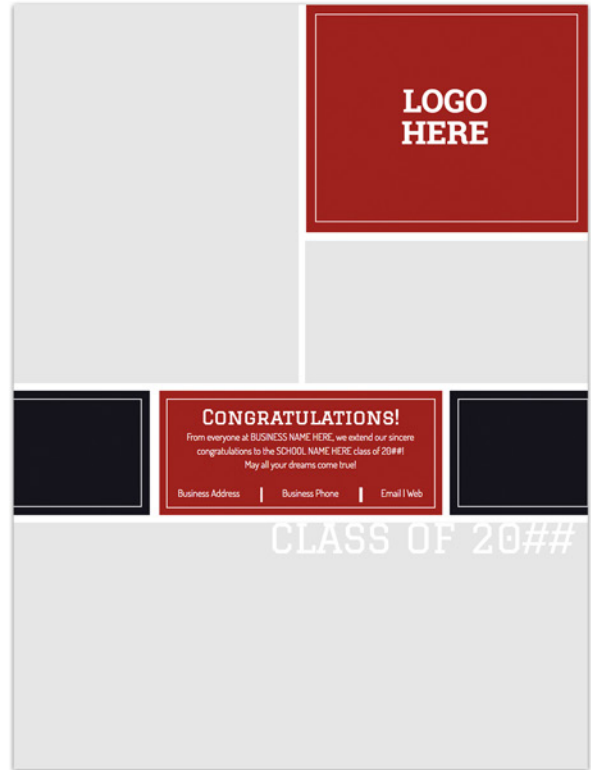 LOGO
HERE
CONGRATULATIONS!
From everyone at BUSINESS NAME HERE, we extend our sincere
congratulations to the SCHOOL NAME HERE class of 20##!
May all your dreams come true!
Business Address | Business Phone | Email | Web
CLASS OF 20##